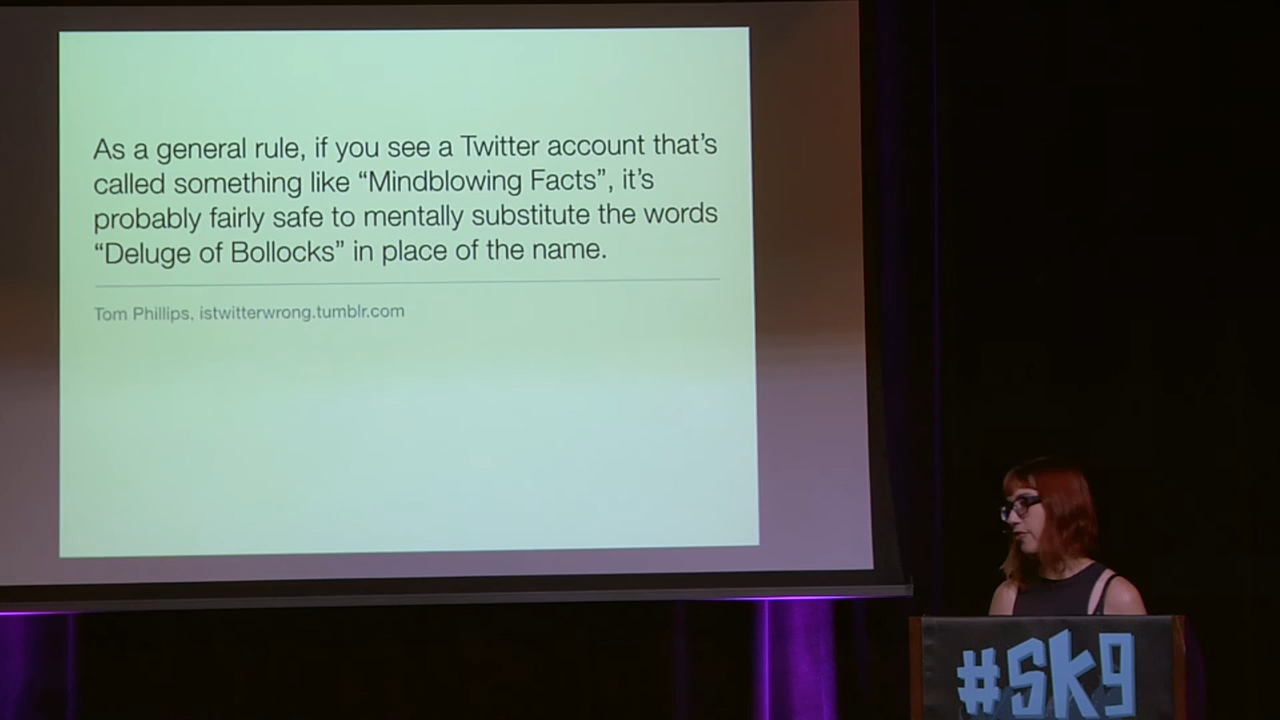 As a general rule, if you see a Twitter account that’s
called something like “Mindblowing Facts”, it’s
probably fairly safe to mentally substitute the words
“Deluge of Bollocks” in place of the name.
Tom Phillips, istwitterwrong.tumblr.com
#sk9